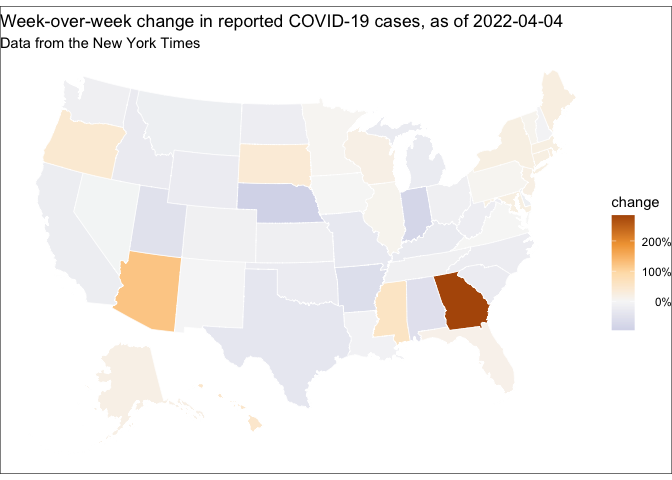 Week-over-week change in reported COVID-19 cases, as of 2022-04-04
Data from the New York Times
change
200%
100%
0%